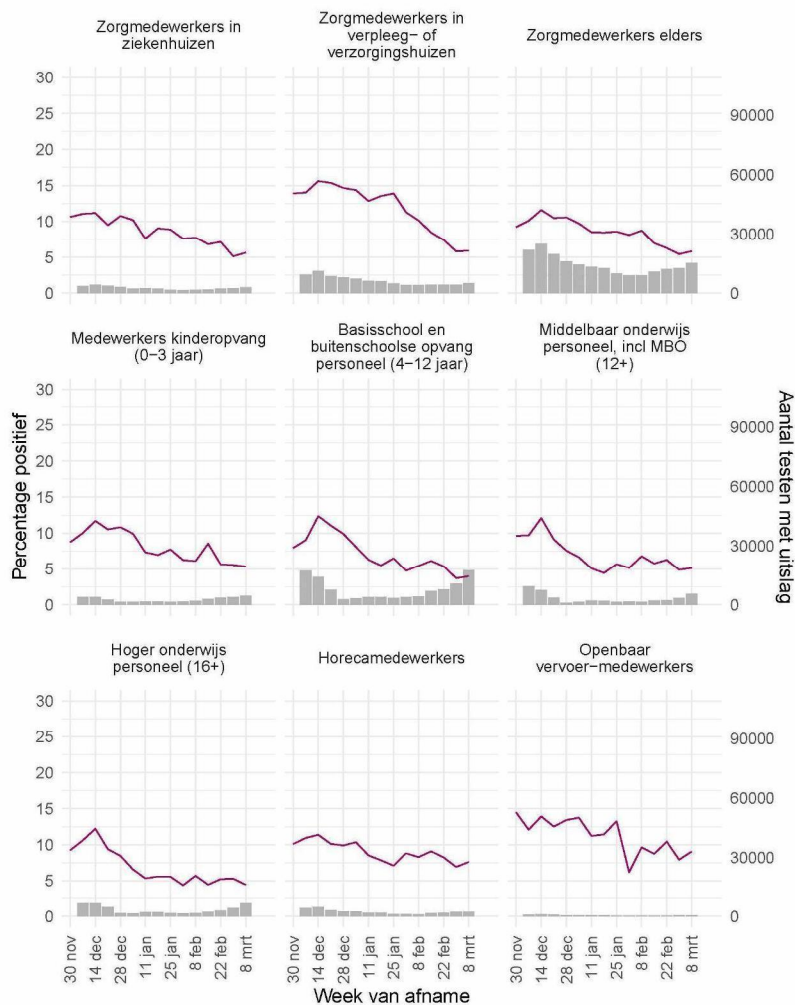 Zorgmedewerkers in
ziekenhuizen
Zorgmedewerkers in
verpleeg− of
verzorgingshuizen
Zorgmedewerkers elders
30
25
20
15
10
5
0
90000
60000
30000
0
Medewerkers kinderopvang
(0−3 jaar)
Basisschool en
buitenschoolse opvang
personeel (4−12 jaar)
Middelbaar onderwijs
personeel, incl MBO
(12+)
Percentage positief
30
25
20
15
10
5
0
90000
60000
30000
0
Aantal testen met uitslag
Hoger onderwijs
personeel (16+)
Horecamedewerkers
Openbaar
vervoer−medewerkers
30
25
20
15
10
5
0
90000
60000
30000
0
30 nov
14 dec
28 dec
11 jan
25 jan
8 feb
22 feb
8 mrt
30 nov
14 dec
28 dec
11 jan
25 jan
8 feb
22 feb
8 mrt
30 nov
14 dec
28 dec
11 jan
25 jan
8 feb
22 feb
8 mrt
Week van afname